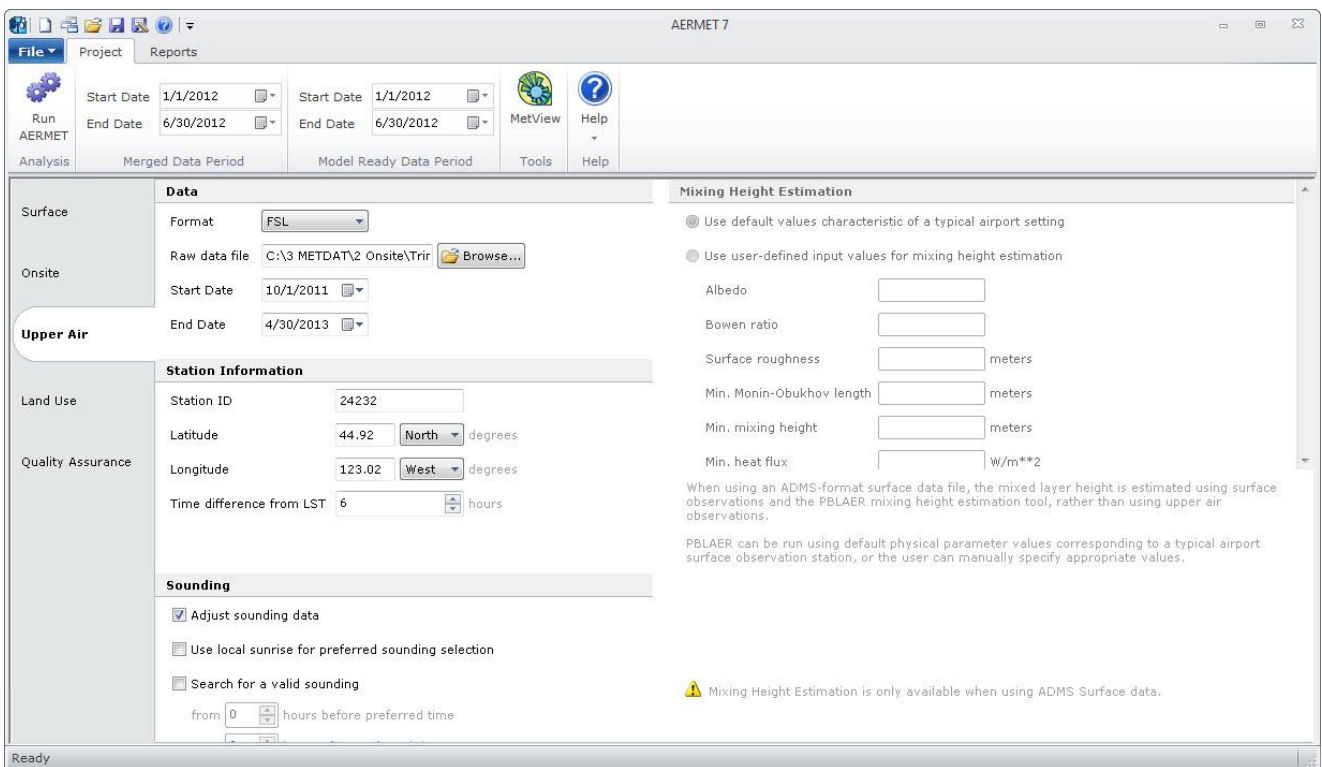 AERMET 7
File Project Reports
Run AERMET
Start Date 1/1/2012
End Date 6/30/2012
Start Date 1/1/2012
End Date 6/30/2012
MetView
Help
Analysis
Merged Data Period
Model Ready Data Period
Tools
Help
Surface
Onsite
Upper Air
Land Use
Quality Assurance
Data
Format FSL
Raw data file C:\3 METDAT\2 Onsite\Trin Browse...
Start Date 10/1/2011
End Date 4/30/2013
Station Information
Station ID 24232
Latitude 44.92 North degrees
Longitude 123.02 West degrees
Time difference from LST 6 hours
Sounding
Adjust sounding data
Use local sunrise for preferred sounding selection
Search for a valid sounding
from 0 hours before preferred time
Mixing Height Estimation
Use default values characteristic of a typical airport setting
Use user-defined input values for mixing height estimation
Albedo
Bowen ratio
Surface roughness meters
Min. Monin-Obukhov length meters
Min. mixing height meters
Min. heat flux W/m**2
When using an ADMS-format surface data file, the mixed layer height is estimated using surface
observations and the PBLAER mixing height estimation tool, rather than using upper air
observations.
PBLAER can be run using default physical parameter values corresponding to a typical airport
surface observation station, or the user can manually specify appropriate values.
Mixing Height Estimation is only available when using ADMS Surface data.
Ready